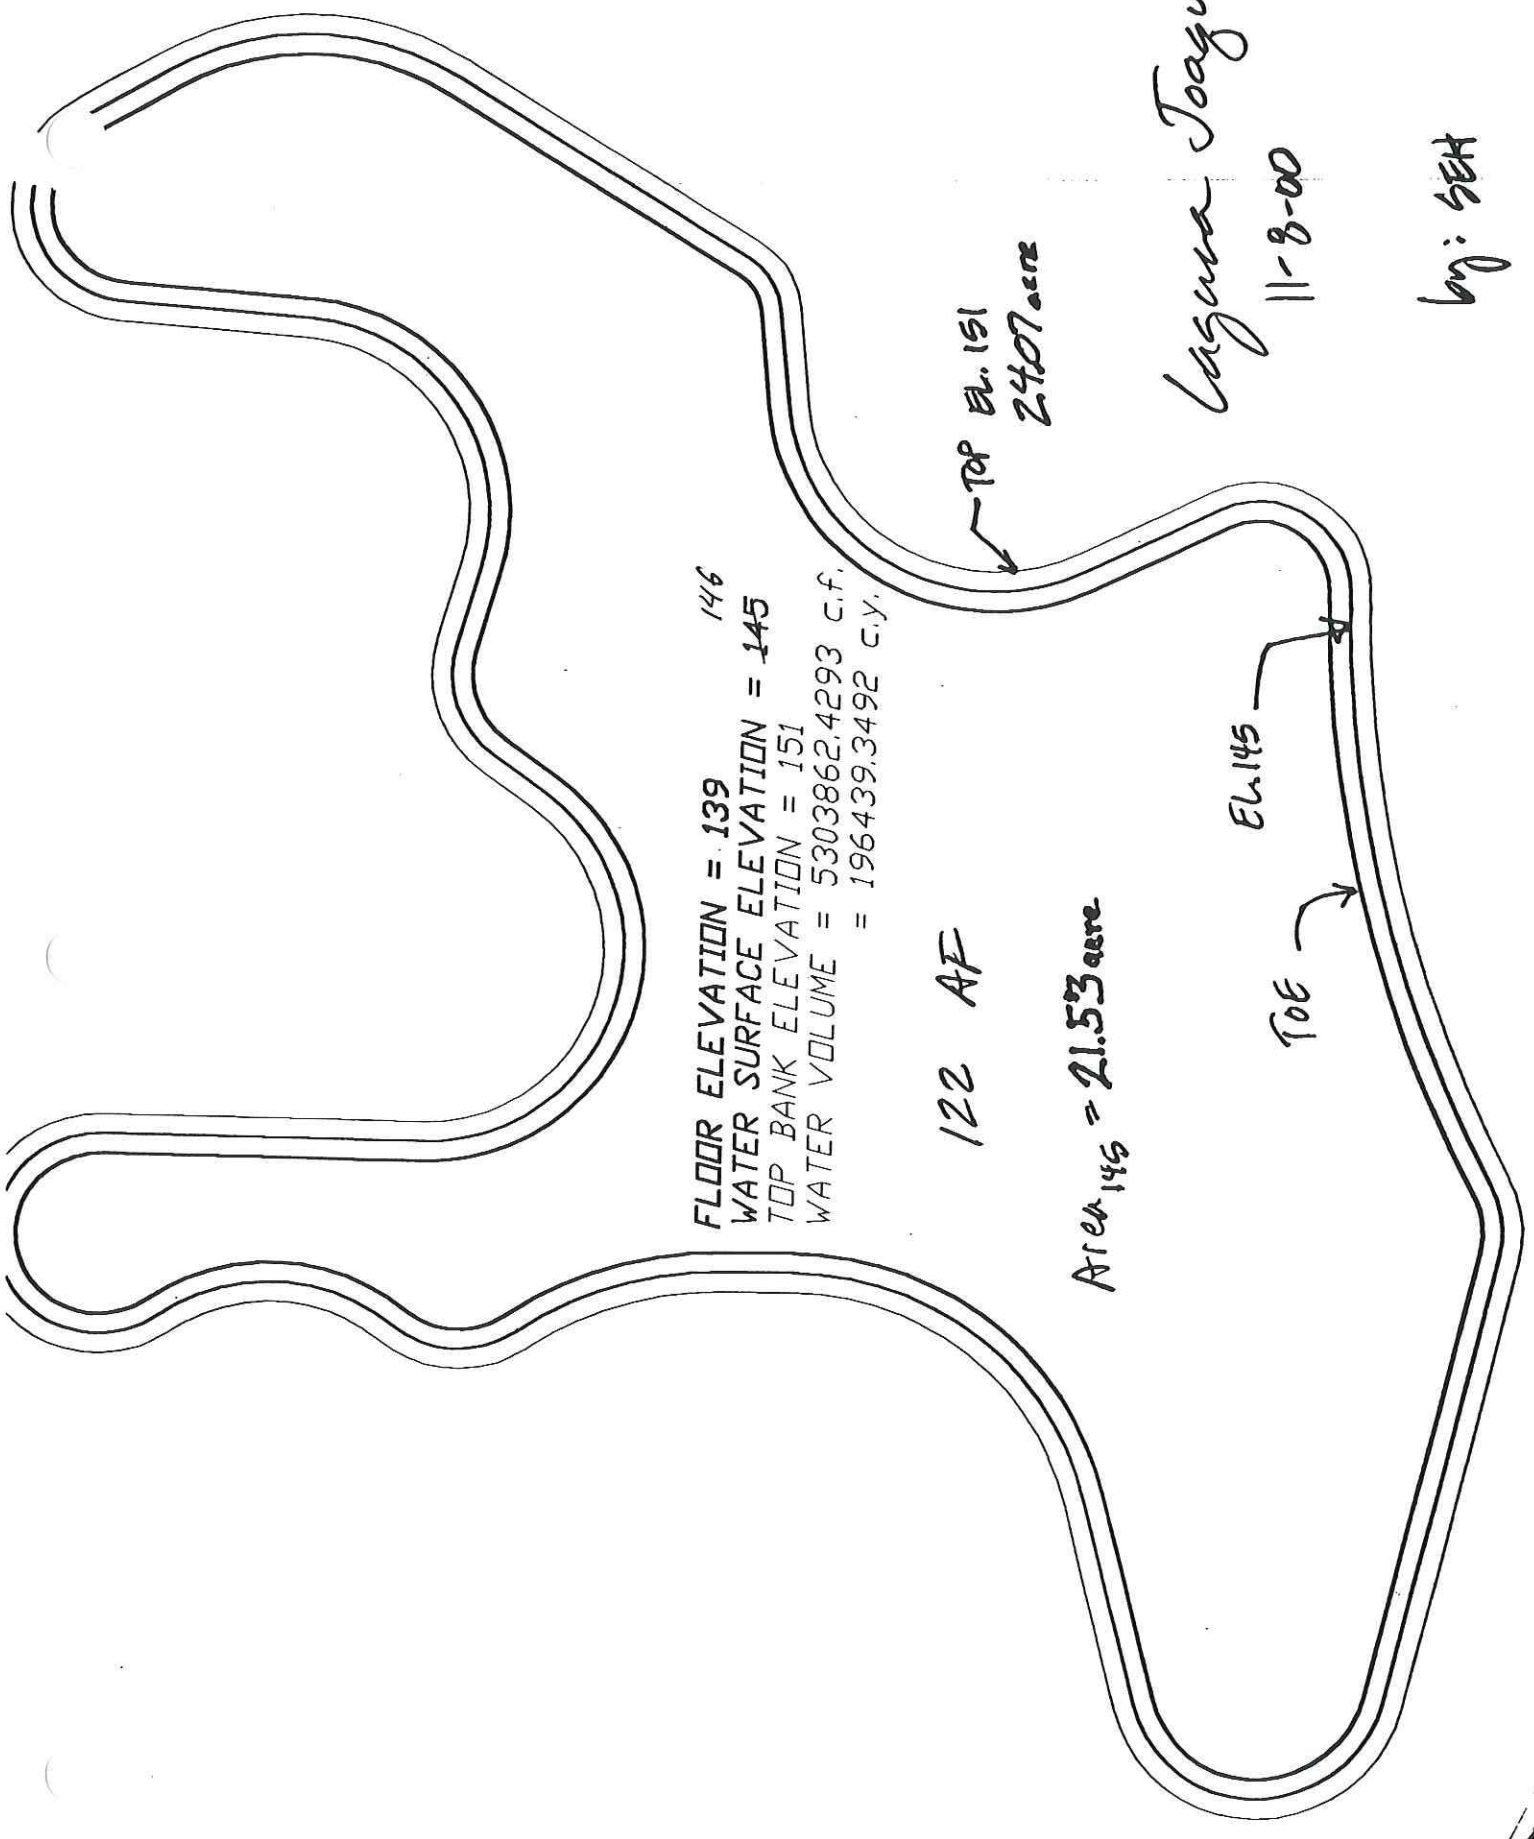 FLOOR ELEVATION = 139
146
WATER SURFACE ELEVATION = 145
TOP BANK ELEVATION = 151
WATER VOLUME = 5303862.4293 c.f.
= 196439.3492 c.y.
122 AF
Area 145 = 21.53 acre
TOP EL. 151
24.07 acre
EL. 145
TOE
Laguna Joaqu
11-8-00
by: SEH